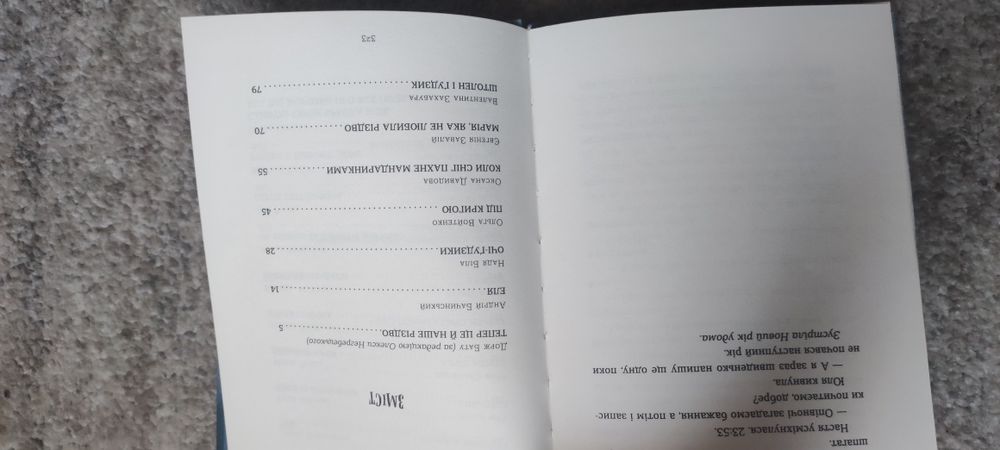 шпагат.
Настя усміхнулася. 23:53.
— Опівночі загадаємо бажання, а потім і запис-
ки почитаємо, добре?
Юля кивнула.
— А я зараз швиденько напишу ще одну, поки
не почався наступний рік.
Зустріла Новий рік удома.
ЗМІСТ
Дорж Бату (за редакцією Олекси Негребецького)
ТЕПЕР ЦЕ Й НАШЕ РІЗДВО. 5
Андрій Бачинський
ЕЛЯ 14
Надя Біла
ОЧІ-ҐУДЗИКИ 28
Ольга Войтенко
ПІД КРИГОЮ 45
Оксана Давидова
КОЛИ СНІГ ПАХНЕ МАНДАРИНКАМИ 55
Євгенія Завалій
МАРІЯ, ЯКА НЕ ЛЮБИЛА РІЗДВО 70
Валентина Захабура
ШТОЛЕН І ҐУДЗИК 79
323